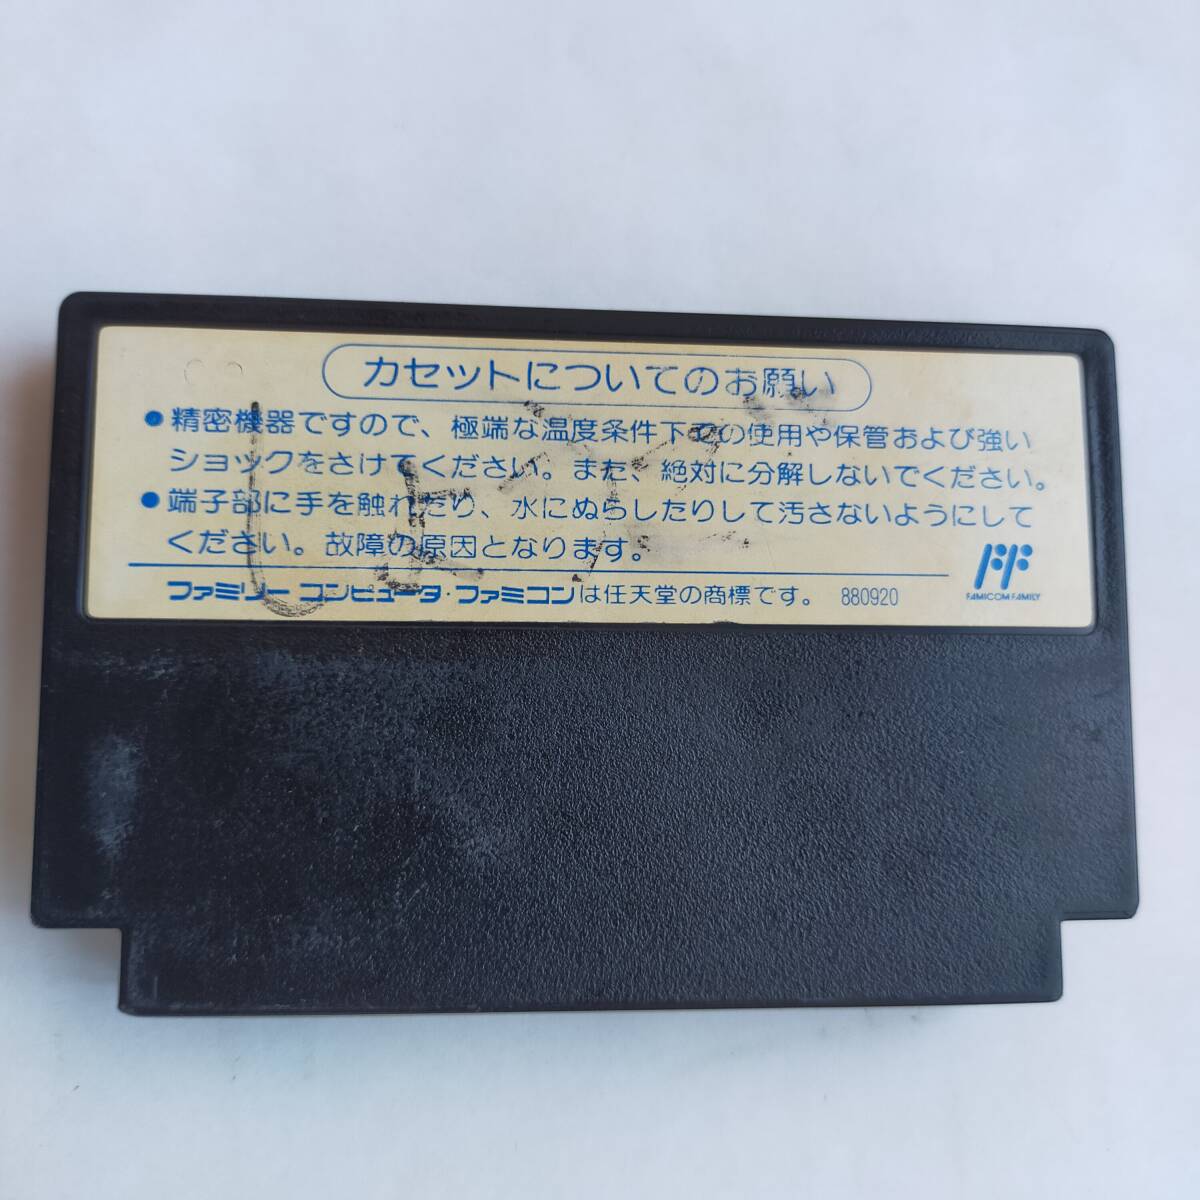 カセットについてのお願い
●精密機器ですので、極端な温度条件下での使用や保管および強い
ショックをさけてください。また、絶対に分解しないでください。
●端子部に手を触れたり、水にぬらしたりして汚さないようにして
ください。故障の原因となります。
FF
FAMICOM FAMILY
ファミリー コンピュータ・ファミコンは任天堂の商標です。 880920